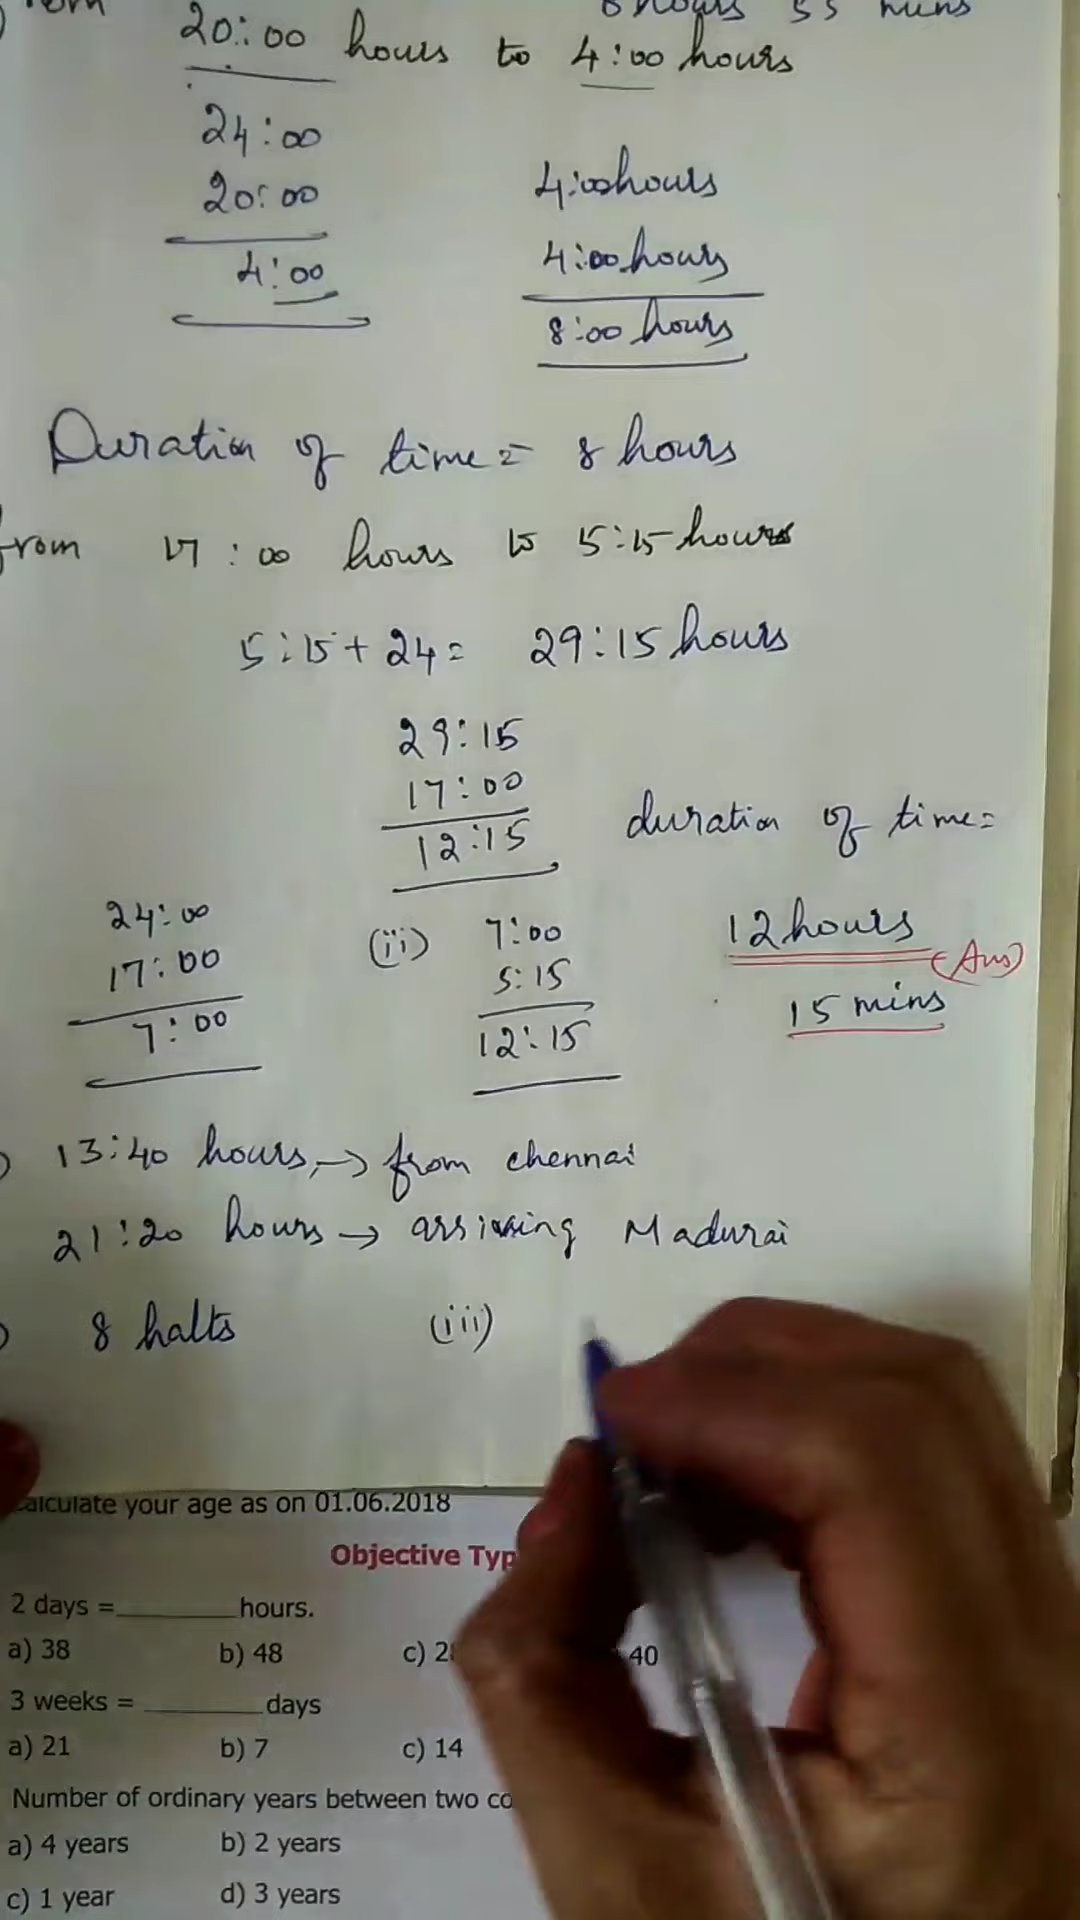 hours 55 mins
20:00 hours to 4:00 hours
24:00
20:00
4:00
4:00 hours
4:00 hours
8:00 hours
Duration of time = 8 hours
from 17:00 hours to 5:15 hours
5:15 + 24 = 29:15 hours
29:15
17:00
12:15
duration of time =
12 hours
(Ans)
15 mins
24:00
17:00
7:00
(ii)
7:00
5:15
12:15
13:40 hours → from chennai
21:20 hours → arriving Madurai
8 halts (iii)
calculate your age as on 01.06.2018
Objective Typ
2 days = ________ hours.
a) 38 b) 48 c) 2 40
3 weeks = ________ days
a) 21 b) 7 c) 14
Number of ordinary years between two co
a) 4 years b) 2 years
c) 1 year d) 3 years